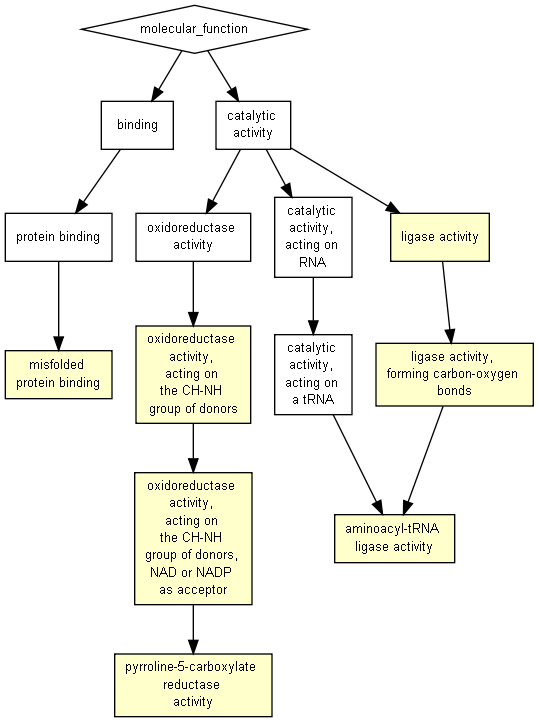 molecular_function
binding
catalytic
activity
protein binding
oxidoreductase
activity
catalytic
activity,
acting on
RNA
ligase activity
misfolded
protein binding
oxidoreductase
activity,
acting on
the CH-NH
group of donors
catalytic
activity,
acting on
a tRNA
ligase activity,
forming carbon-oxygen
bonds
oxidoreductase
activity,
acting on
the CH-NH
group of donors,
NAD or NADP
as acceptor
aminoacyl-tRNA
ligase activity
pyrroline-5-carboxylate
reductase
activity